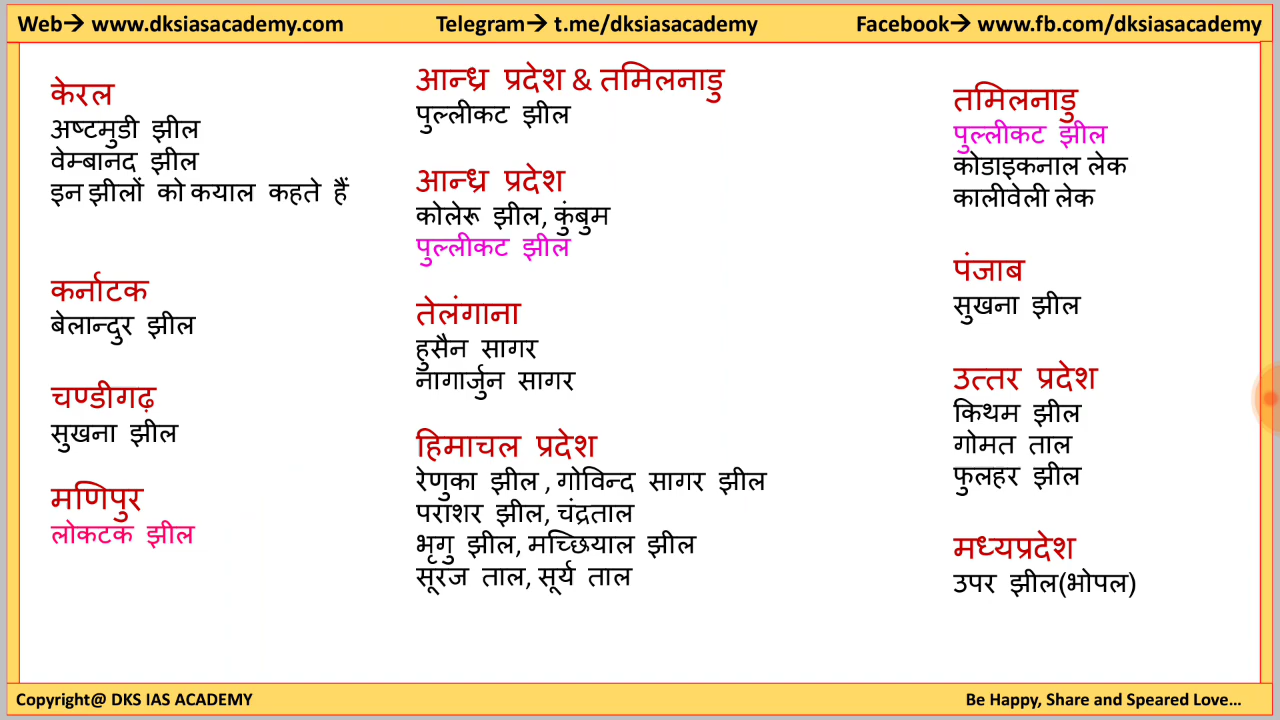 Web→ www.dksiasacademy.com Telegram→ t.me/dksiasacademy Facebook→ www.fb.com/dksiasacademy
केरल
अष्टमुडी झील
वेम्बानद झील
इन झीलों को कयाल कहते हैं
कर्नाटक
बेलान्दुर झील
चण्डीगढ़
सुखना झील
मणिपुर
लोकटक झील
आन्ध्र प्रदेश & तमिलनाडु
पुल्लीकट झील
आन्ध्र प्रदेश
कोलेरू झील, कुंबुम
पुल्लीकट झील
तेलंगाना
हुसैन सागर
नागार्जुन सागर
हिमाचल प्रदेश
रेणुका झील , गोविन्द सागर झील
पराशर झील, चंद्रताल
भृगु झील, मच्छियाल झील
सूरज ताल, सूर्य ताल
तमिलनाडु
पुल्लीकट झील
कोडाइकनाल लेक
कालीवेली लेक
पंजाब
सुखना झील
उत्तर प्रदेश
किथम झील
गोमत ताल
फुलहर झील
मध्यप्रदेश
उपर झील(भोपल)
Copyright@ DKS IAS ACADEMY Be Happy, Share and Speared Love...